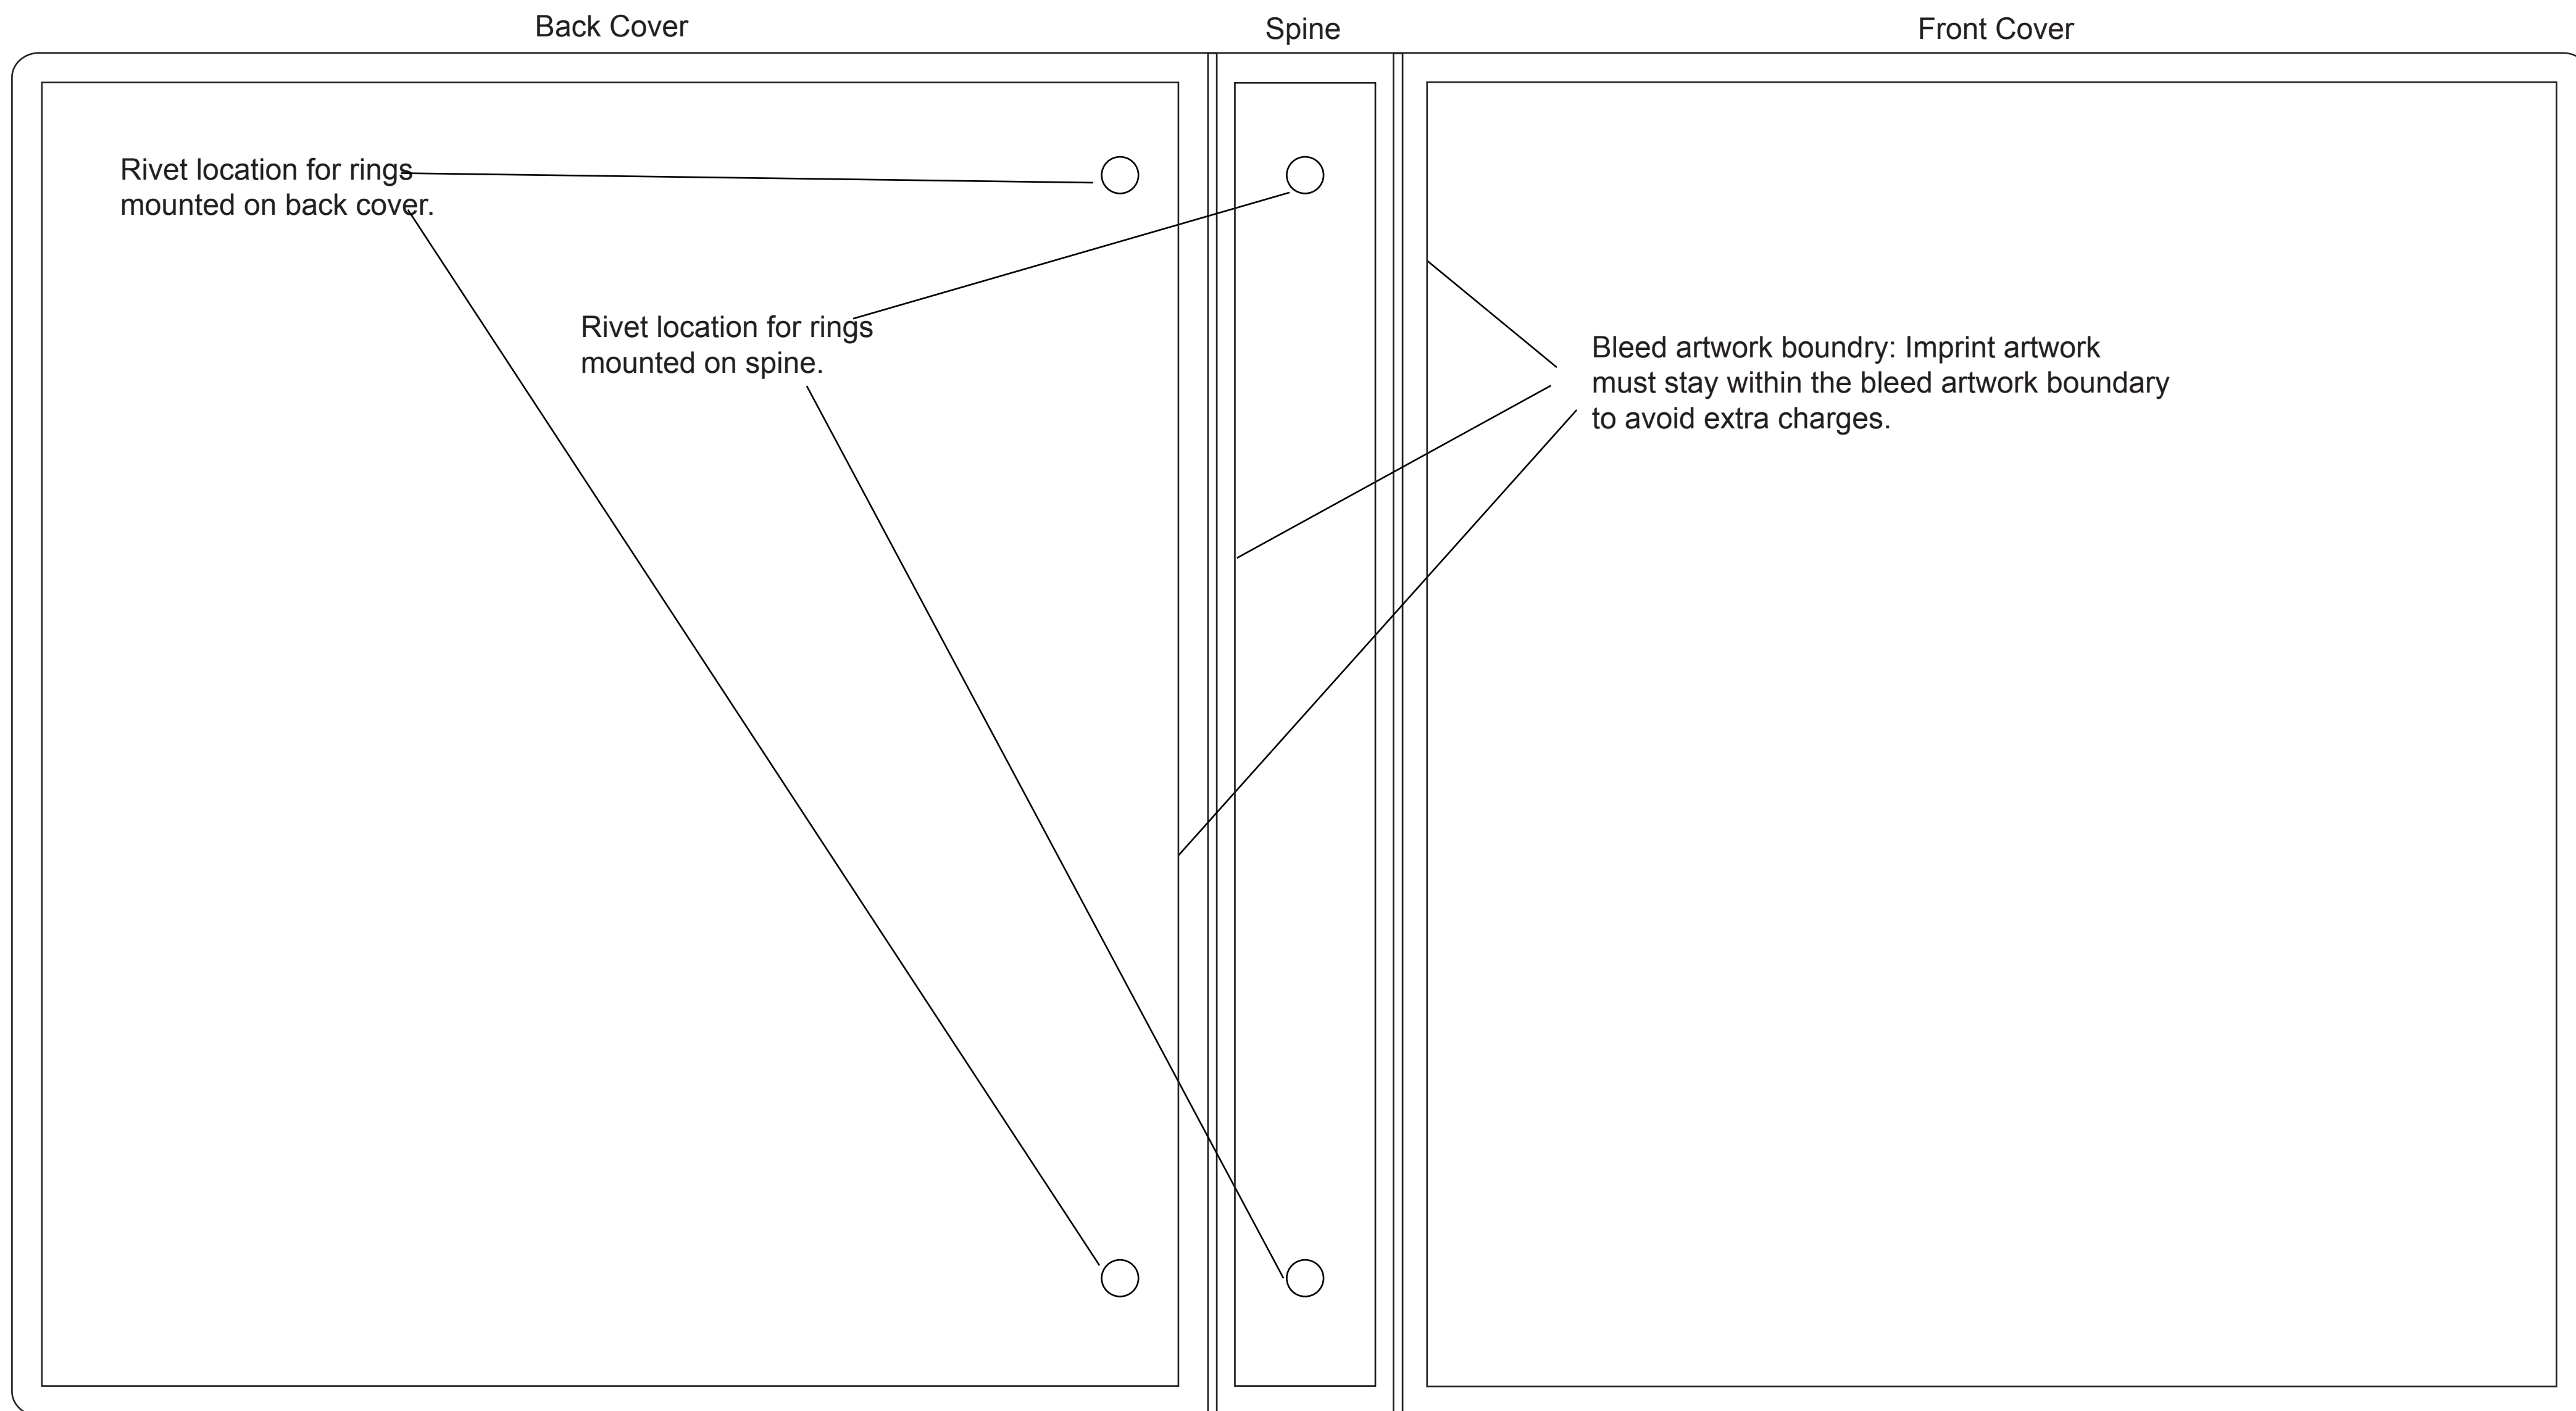 Back Cover
Spine
Front Cover
Rivet location for rings
mounted on back cover.
Rivet location for rings
mounted on spine.
Bleed artwork boundry: Imprint artwork
must stay within the bleed artwork boundary
to avoid extra charges.